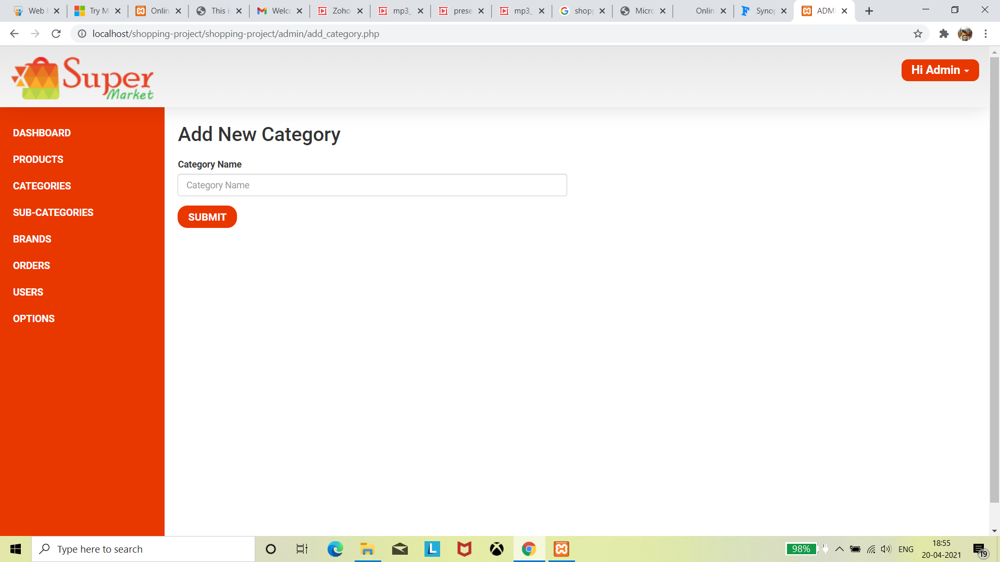 Web
Try M
Onlin
This i
Welc
Zoho
mp3_
prese
mp3_
shop
Micro
Onlin
Synop
ADMI
localhost/shopping-project/shopping-project/admin/add_category.php
Super
Market
Hi Admin
DASHBOARD
PRODUCTS
CATEGORIES
SUB-CATEGORIES
BRANDS
ORDERS
USERS
OPTIONS
Add New Category
Category Name
Category Name
SUBMIT
Type here to search
L
98%
ENG
18:55
20-04-2021
19